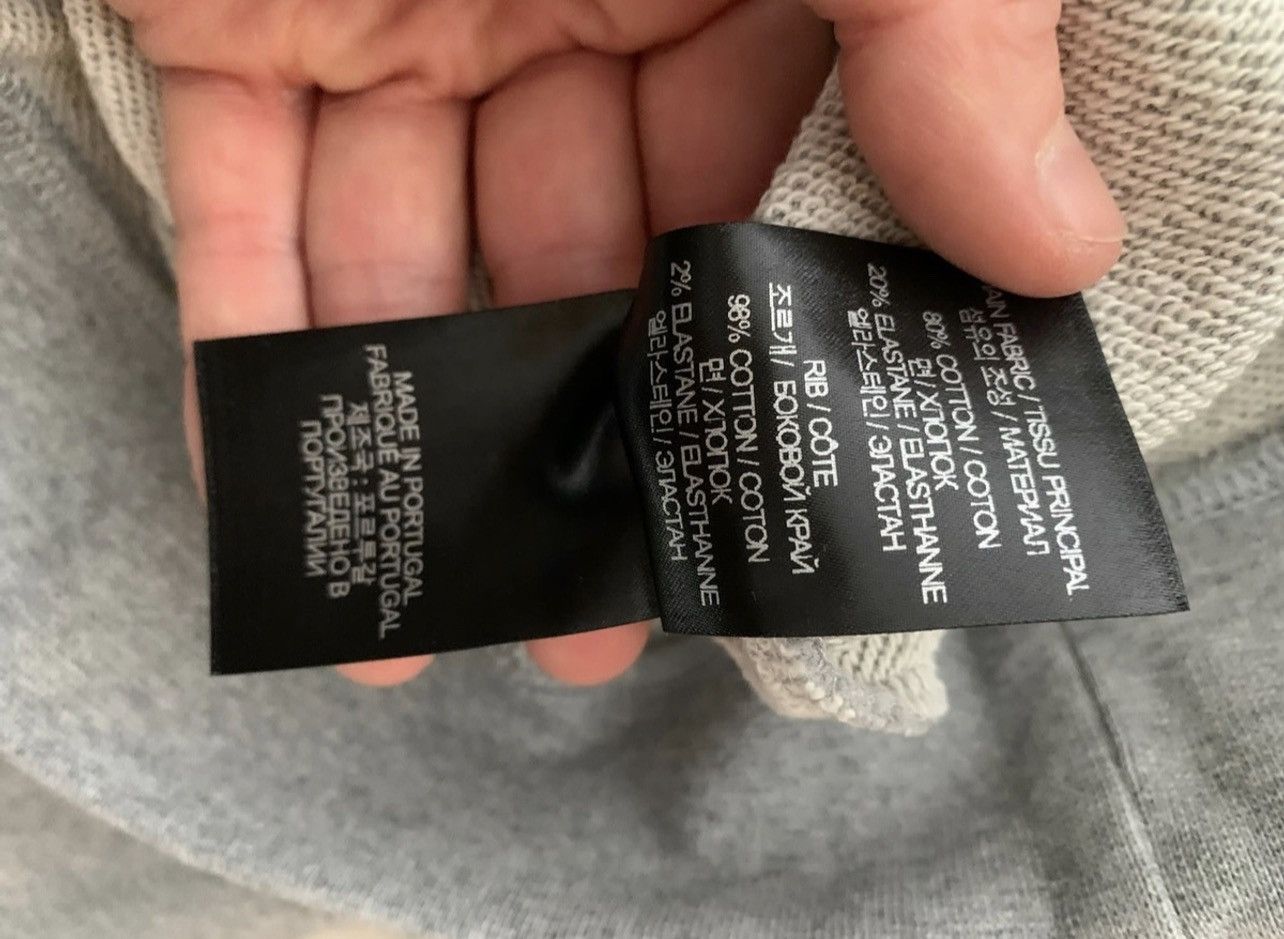 AIN FABRIC / TISSU PRINCIPAL
섬유의 조성 / МАТЕРИАЛ
80% COTTON / COTON
면 / ХЛОПОК
20% ELASTANE / ELASTHANNE
엘라스테인 / ЭЛАСТАН
RIB / CÔTE
조르개 / БОКОВОЙ КРАЙ
98% COTTON / COTON
면 / ХЛОПОК
2% ELASTANE / ELASTHANNE
엘라스테인 / ЭЛАСТАН
MADE IN PORTUGAL
FABRIQUE AU PORTUGAL
제조국 : 포르투갈
ПРОИЗВЕДЕНО В
ПОРТУГАЛИИ